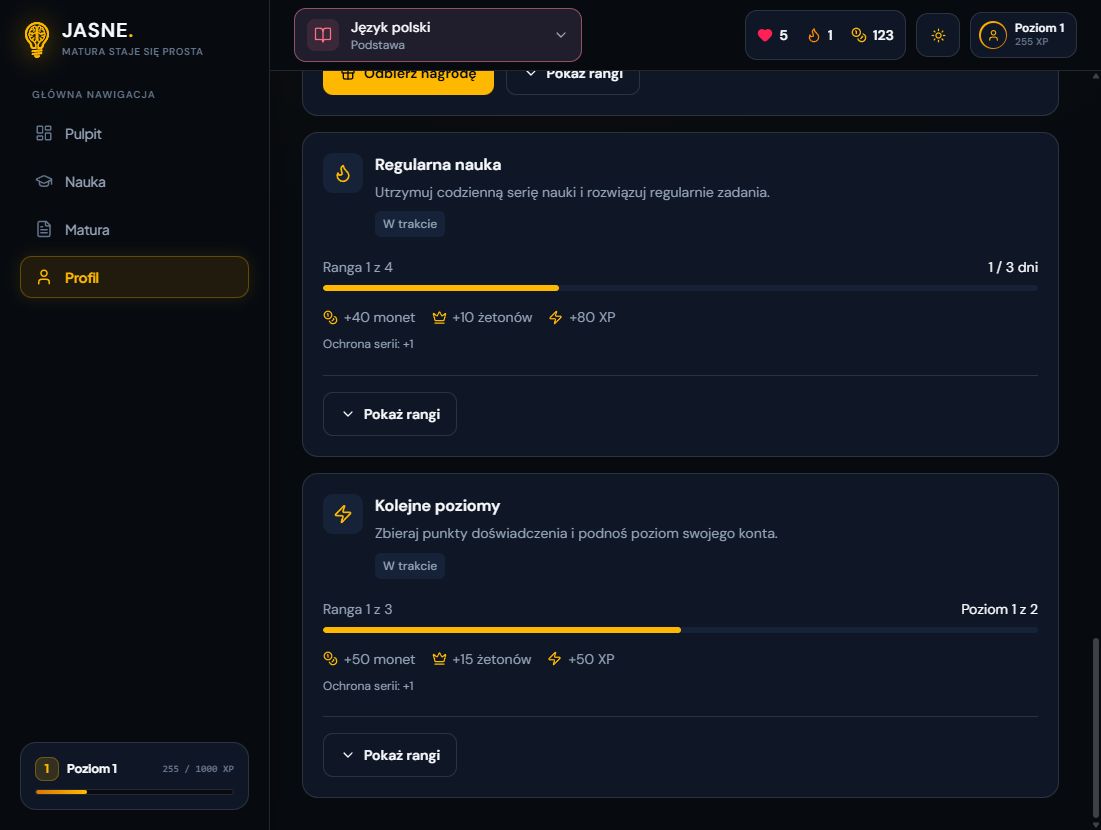 JASNE.
MATURA STAJE SIĘ PROSTA
GŁÓWNA NAWIGACJA
Pulpit
Nauka
Matura
Profil
1 Poziom 1 255 / 1000 XP
Język polski
Podstawa
5 1 123
Poziom 1
255 XP
Odbierz nagrodę Pokaż rangi
Regularna nauka
Utrzymuj codzienną serię nauki i rozwiązuj regularnie zadania.
W trakcie
Ranga 1 z 4 1 / 3 dni
+40 monet +10 żetonów +80 XP
Ochrona serii: +1
Pokaż rangi
Kolejne poziomy
Zbieraj punkty doświadczenia i podnoś poziom swojego konta.
W trakcie
Ranga 1 z 3 Poziom 1 z 2
+50 monet +15 żetonów +50 XP
Ochrona serii: +1
Pokaż rangi